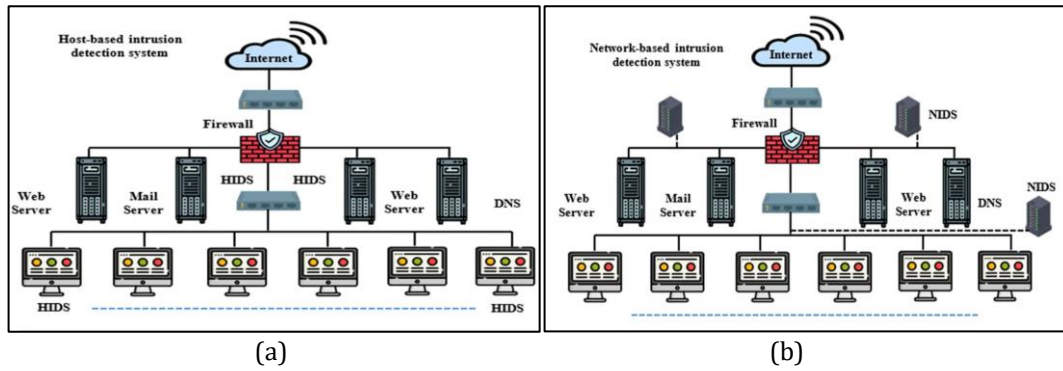 Host-based intrusion
detection system
Internet
Firewall
HIDS HIDS
Web
Server
Mail
Server
Web
Server
DNS
HIDS
HIDS
(a)
Network-based intrusion
detection system
Internet
NIDS
Firewall
Web
Server
Mail
Server
Web
Server
DNS
NIDS
(b)